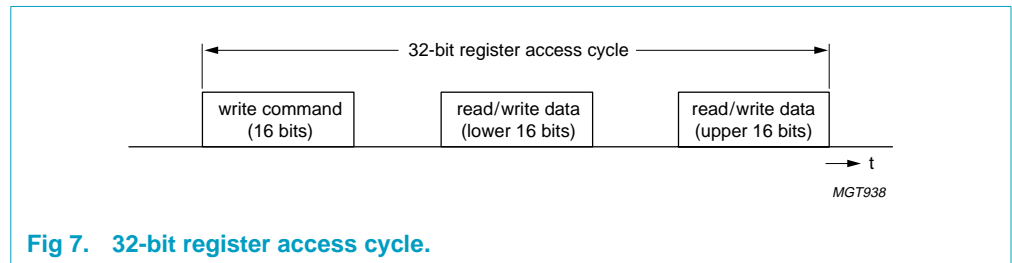 32-bit register access cycle
write command
(16 bits)
read/write data
(lower 16 bits)
read/write data
(upper 16 bits)
t
MGT938
Fig 7. 32-bit register access cycle.